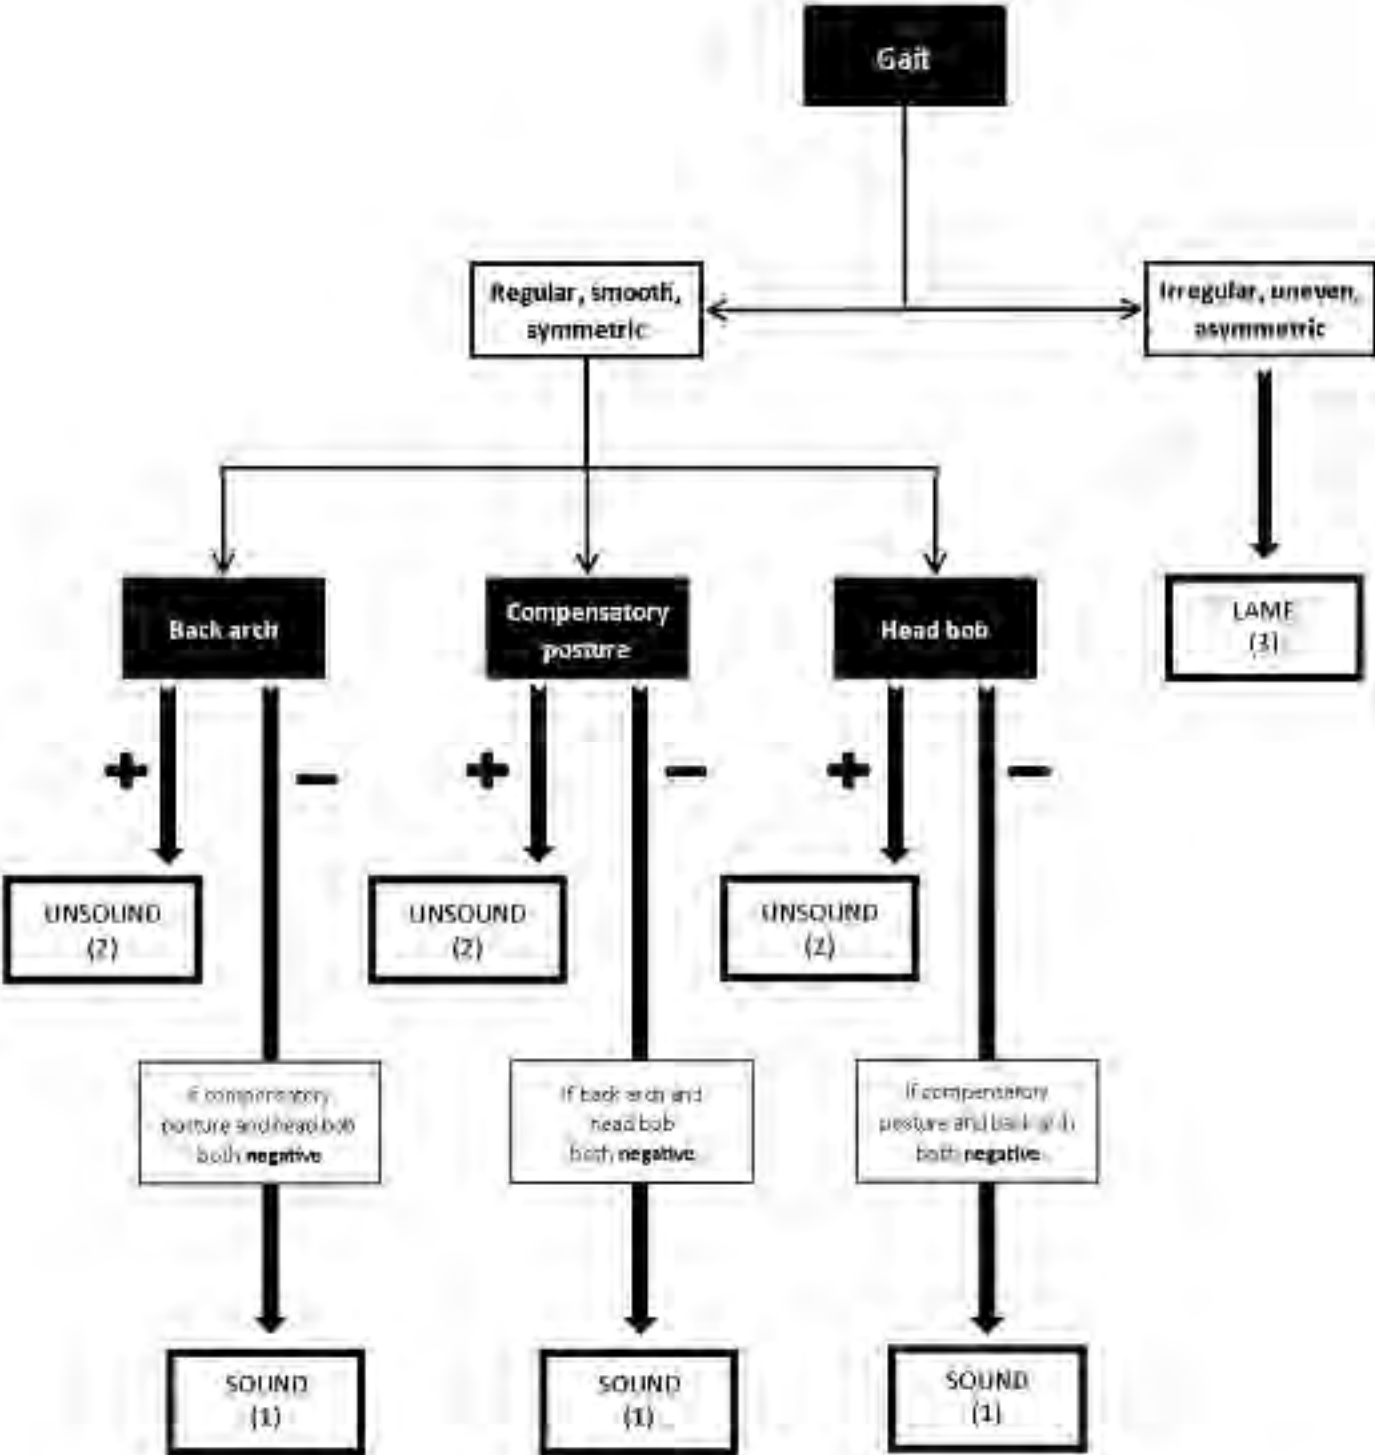 Gait
Regular, smooth,
symmetric
Irregular, uneven,
asymmetric
Back arch
Compensatory
posture
Head bob
LAME
(3)
+
−
+
−
+
−
UNSOUND
(2)
UNSOUND
(2)
UNSOUND
(2)
If compensatory
posture and head bob
both negative
If back arch and
head bob
both negative
If compensatory
posture and back arch
both negative
SOUND
(1)
SOUND
(1)
SOUND
(1)